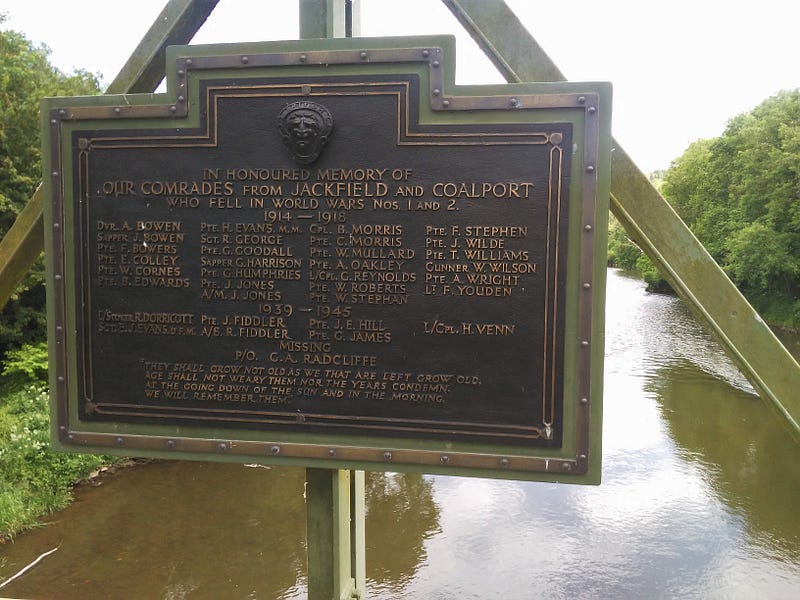 IN HONOURED MEMORY OF
OUR COMRADES FROM JACKFIELD AND COALPORT
WHO FELL IN WORLD WARS NOS. 1 AND 2.
1914 — 1918
DVR. A. BOWEN PTE. H. EVANS, M.M. CPL. B. MORRIS PTE. F. STEPHEN
SAPPER J. BOWEN SGT. R. GEORGE PTE. C. MORRIS PTE. J. WILDE
PTE. F. BOWERS PTE. G. GOODALL PTE. W. MULLARD PTE. T. WILLIAMS
PTE. E. COLLEY SAPPER G. HARRISON PTE. A. OAKLEY GUNNER W. WILSON
PTE. W. CORNES PTE. G. HUMPHRIES L/CPL. G. REYNOLDS PTE. A. WRIGHT
PTE. B. EDWARDS PTE. J. JONES PTE. W. ROBERTS LT. F. YOUDEN
A/M. J. JONES PTE. W. STEPHAN
1939 — 1945
L/STOKER R. DORRICOTT PTE. J. FIDDLER PTE. J. E. HILL L/CPL. H. VENN
SGT. E. J. EVANS, D.F.M. A/B. R. FIDDLER PTE. G. JAMES
MISSING
P/O. G. A. RADCLIFFE
"THEY SHALL GROW NOT OLD AS WE THAT ARE LEFT GROW OLD,
AGE SHALL NOT WEARY THEM NOR THE YEARS CONDEMN.
AT THE GOING DOWN OF THE SUN AND IN THE MORNING,
WE WILL REMEMBER THEM."